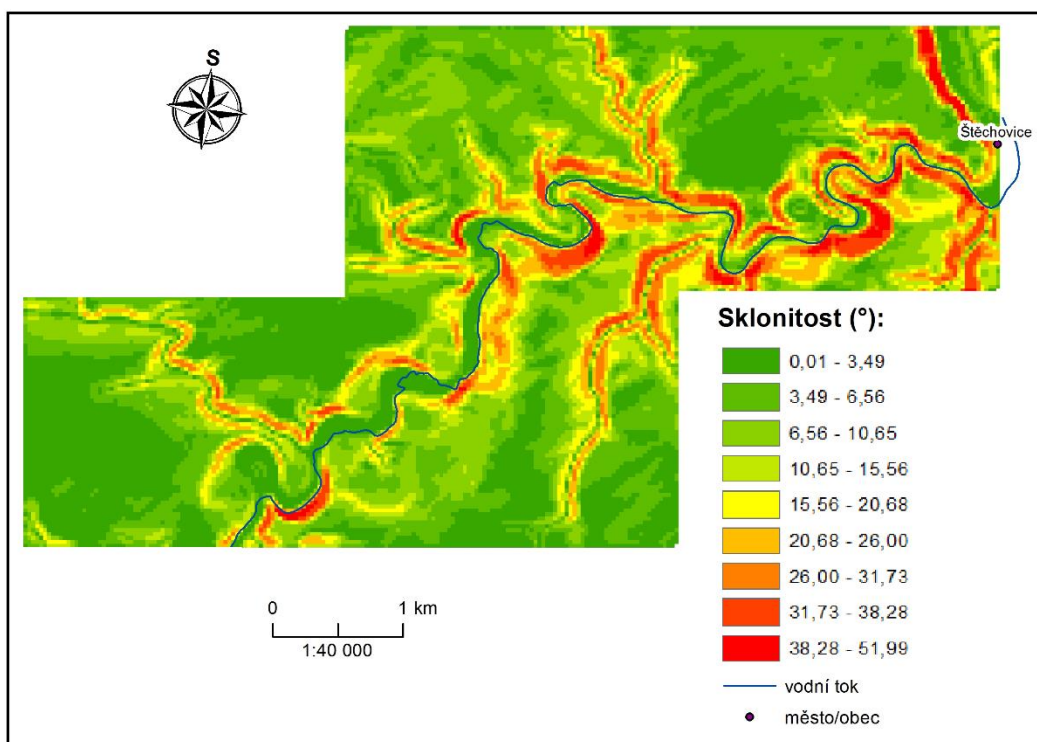 S
Štěchovice
Sklonitost (°):
0,01 - 3,49
3,49 - 6,56
6,56 - 10,65
10,65 - 15,56
15,56 - 20,68
20,68 - 26,00
26,00 - 31,73
31,73 - 38,28
38,28 - 51,99
vodní tok
město/obec
0 1 km
1:40 000